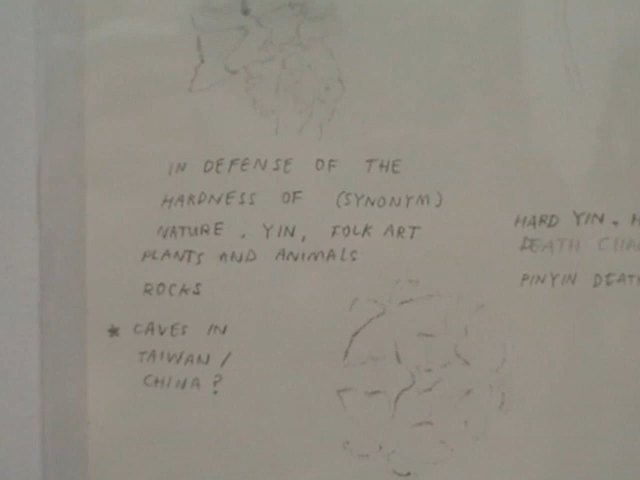 IN DEFENSE OF THE
HARDNESS OF (SYNONYM)
NATURE . YIN, FOLK ART
PLANTS AND ANIMALS
ROCKS
* CAVES IN
TAIWAN /
CHINA ?
HARD YIN .
DEATH
PINYIN DEATH